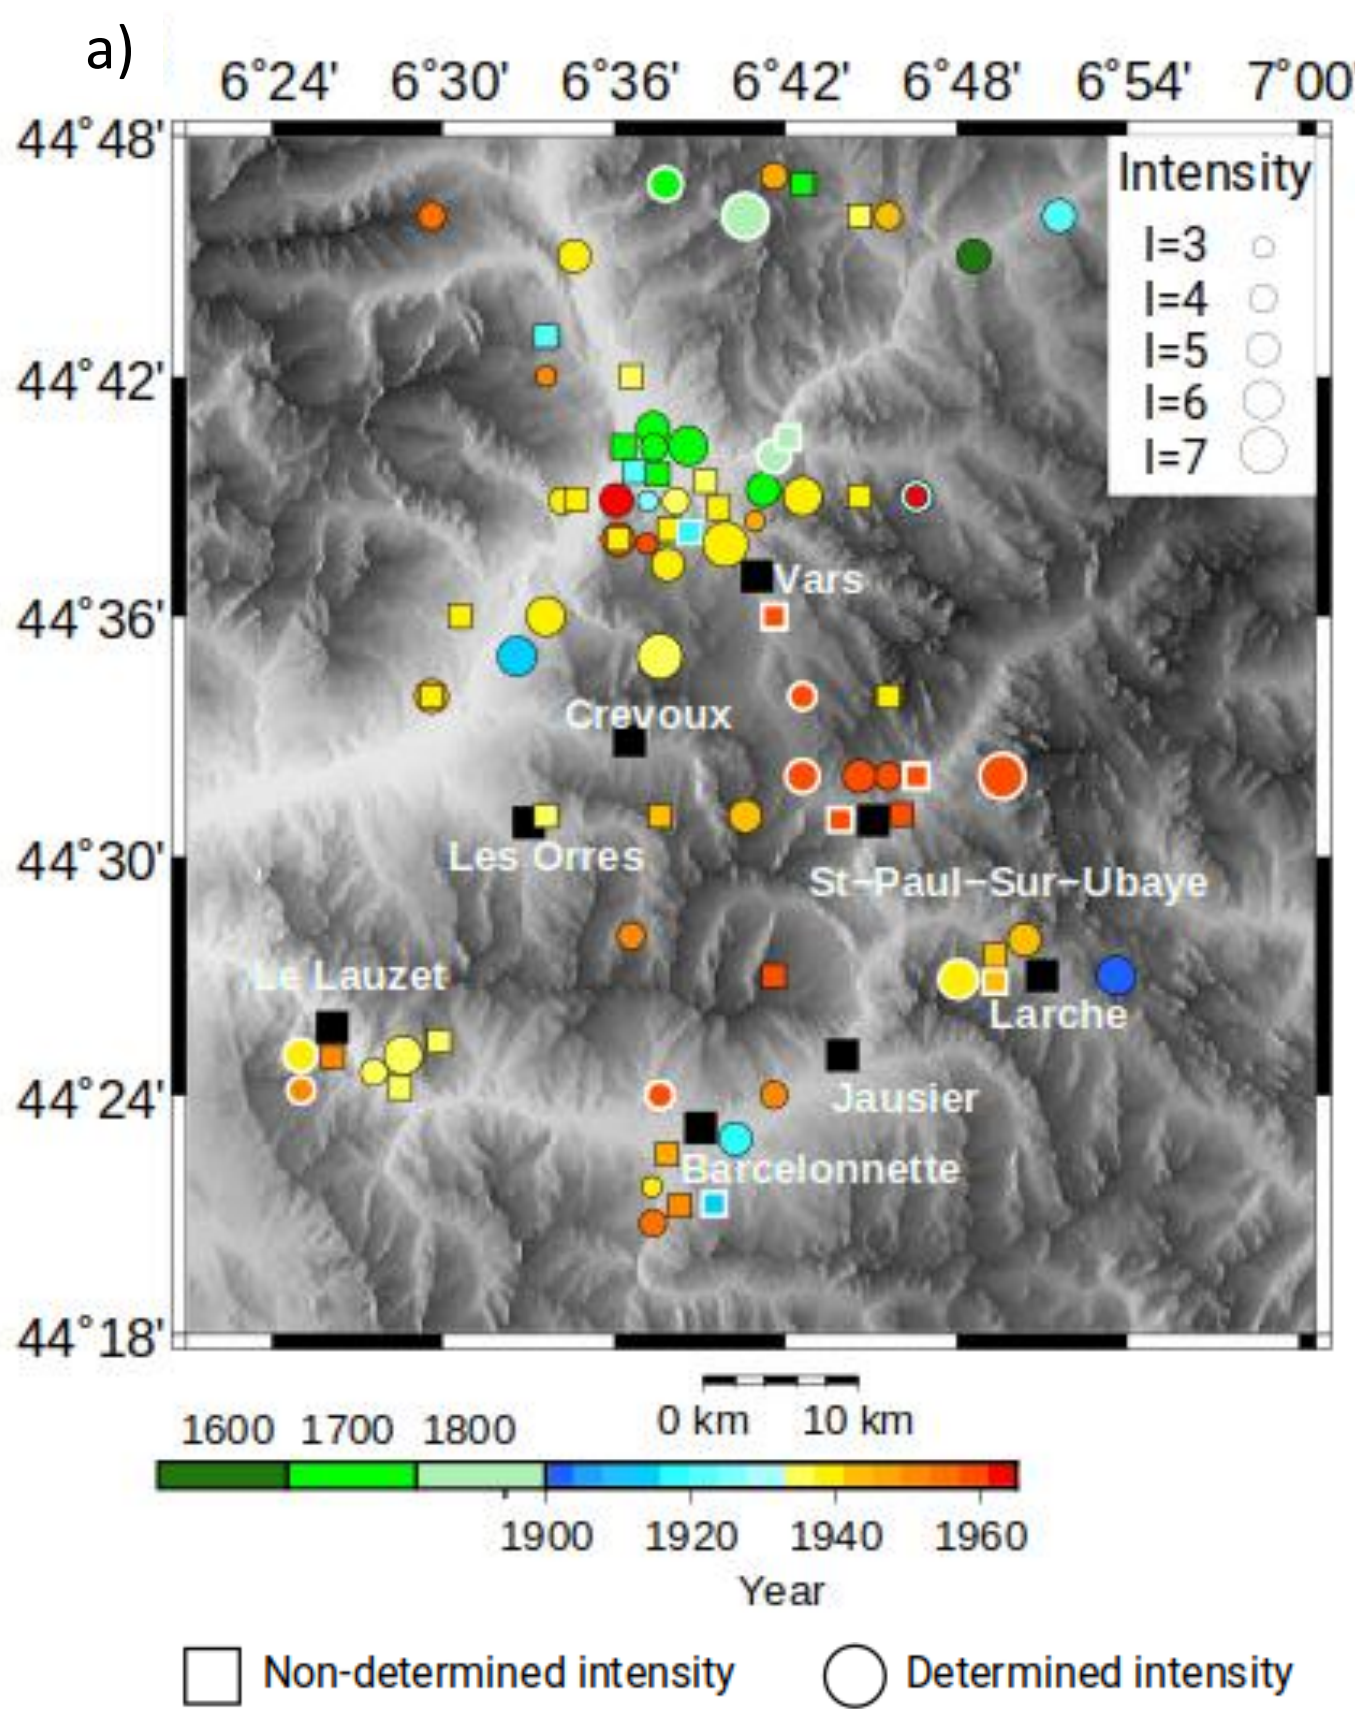 a)
6°24' 6°30' 6°36' 6°42' 6°48' 6°54' 7°00'
44°48'
44°42'
44°36'
44°30'
44°24'
44°18'
Intensity
I=3
I=4
I=5
I=6
I=7
Vars
Crevoux
Les Orres
St-Paul-Sur-Ubaye
Le Lauzet
Larche
Jausier
Barcelonnette
0 km 10 km
1600 1700 1800
1900 1920 1940 1960
Year
Non-determined intensity Determined intensity